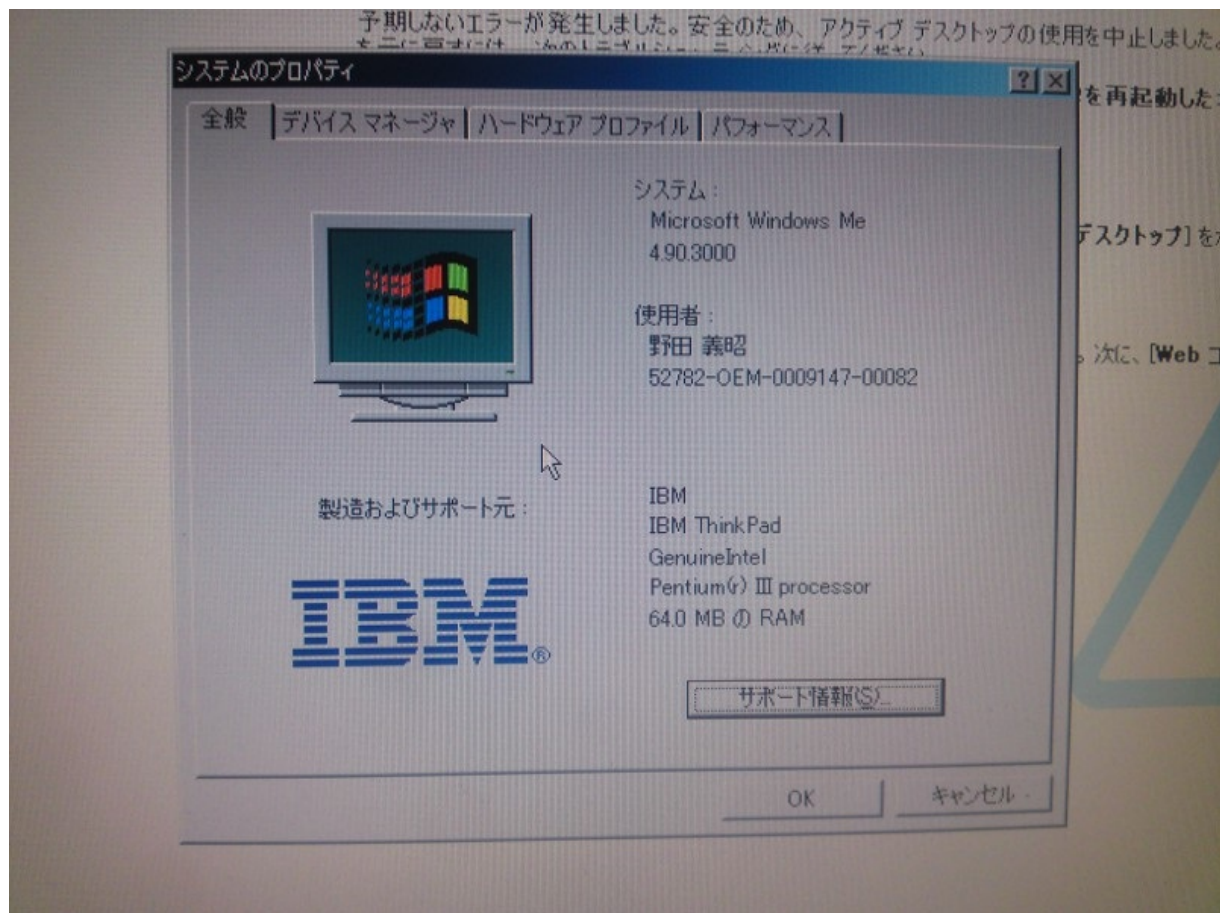 予期しないエラーが発生しました。安全のため、アクティブ デスクトップの使用を中止しました。
システムのプロパティ
を再起動した
全般
デバイス マネージャ
ハードウェア プロファイル
パフォーマンス
システム:
Microsoft Windows Me
4.90.3000
デスクトップ] を
使用者:
野田 義昭
52782-OEM-0009147-00082
。次に、[Web コ
製造およびサポート元:
IBM
IBM ThinkPad
GenuineIntel
Pentium(r) III processor
64.0 MB の RAM
IBM®
サポート情報(S)...
OK
キャンセル